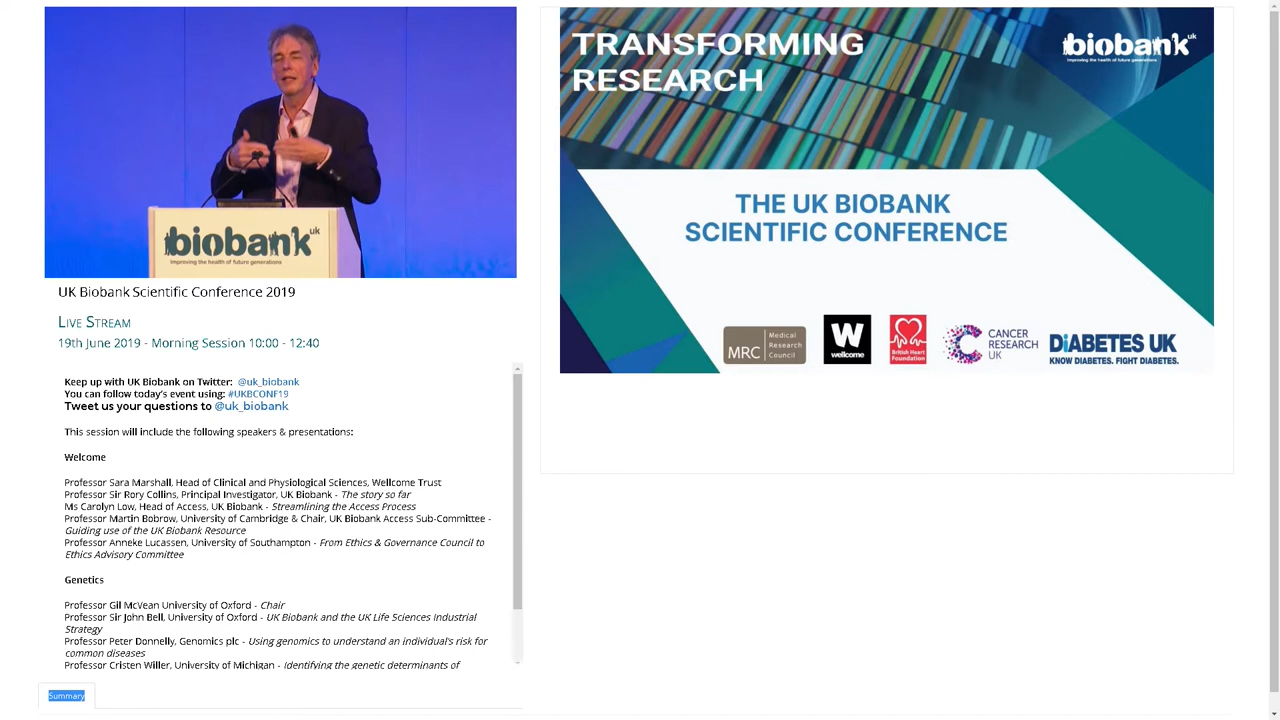 biobank uk
Improving the health of future generations
UK Biobank Scientific Conference 2019
LIVE STREAM
19th June 2019 - Morning Session 10:00 - 12:40
Keep up with UK Biobank on Twitter: @uk_biobank
You can follow today's event using: #UKBCONF19
Tweet us your questions to @uk_biobank
This session will include the following speakers & presentations:
Welcome
Professor Sara Marshall, Head of Clinical and Physiological Sciences, Wellcome Trust
Professor Sir Rory Collins, Principal Investigator, UK Biobank - The story so far
Ms Carolyn Low, Head of Access, UK Biobank - Streamlining the Access Process
Professor Martin Bobrow, University of Cambridge & Chair, UK Biobank Access Sub-Committee -
Guiding use of the UK Biobank Resource
Professor Anneke Lucassen, University of Southampton - From Ethics & Governance Council to
Ethics Advisory Committee
Genetics
Professor Gil McVean University of Oxford - Chair
Professor Sir John Bell, University of Oxford - UK Biobank and the UK Life Sciences Industrial
Strategy
Professor Peter Donnelly, Genomics plc - Using genomics to understand an individual's risk for
common diseases
Professor Cristen Willer, University of Michigan - Identifying the genetic determinants of
Summary
TRANSFORMING
RESEARCH
biobank uk
Improving the health of future generations
THE UK BIOBANK
SCIENTIFIC CONFERENCE
MRC
Medical
Research
Council
W
wellcome
British Heart
Foundation
CANCER
RESEARCH
UK
DiABETES UK
KNOW DIABETES. FIGHT DIABETES.